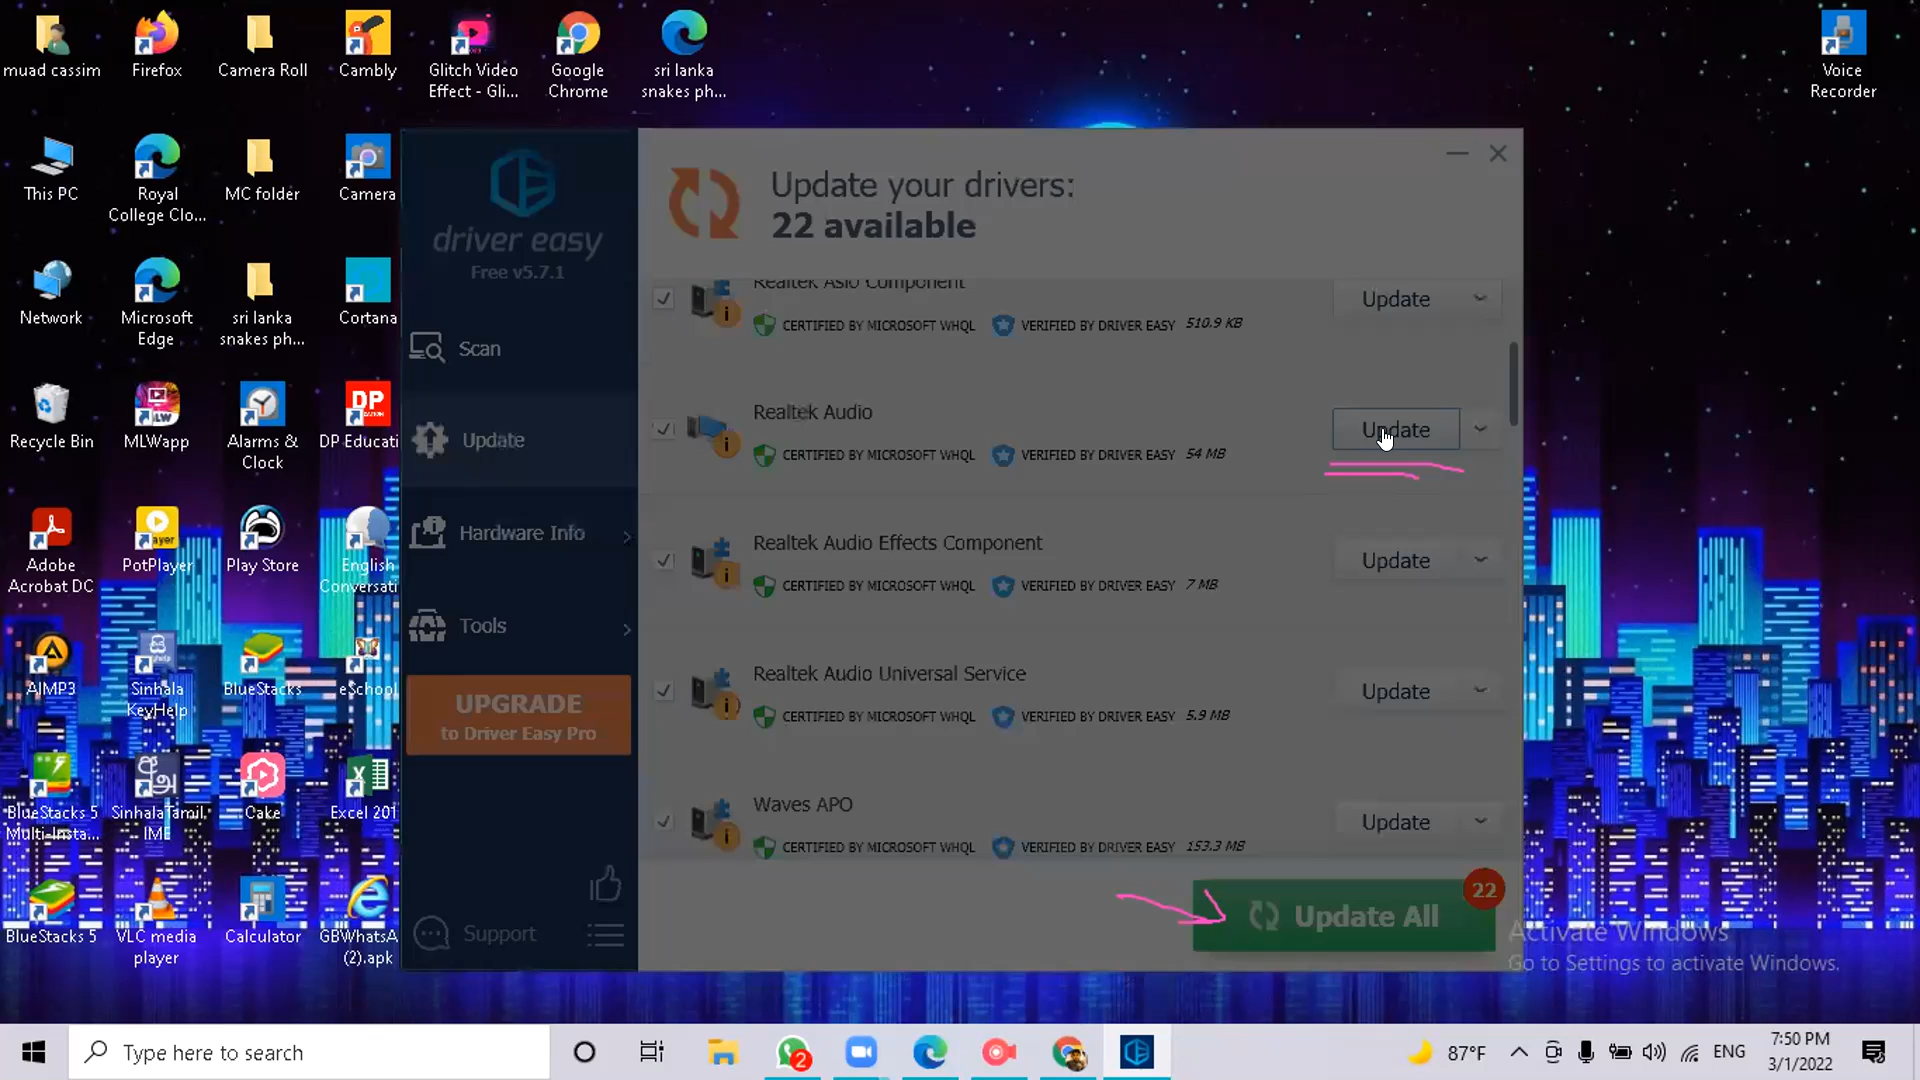 muad cassim
Firefox
Camera Roll
Cambly
Glitch Video
Effect - Gli...
Google
Chrome
sri lanka
snakes ph...
Voice
Recorder
This PC
Royal
College Clo...
MC folder
Camera
Network
Microsoft
Edge
sri lanka
snakes ph...
Cortana
Recycle Bin
MLWapp
Alarms &
Clock
DP
DP Educati
Adobe
Acrobat DC
PotPlayer
Play Store
English
Conversati
AIMP3
Sinhala
KeyHelp
BlueStacks
eSchool
BlueStacks 5
Multi-Insta...
SinhalaTamil
IME
Cake
Excel 201
BlueStacks 5
VLC media
player
Calculator
GBWhatsA
(2).apk
driver easy
Free v5.7.1
Scan
Update
Hardware Info
Tools
UPGRADE
to Driver Easy Pro
Support
Update your drivers:
22 available
Realtek Asio Component
CERTIFIED BY MICROSOFT WHQL VERIFIED BY DRIVER EASY 510.9 KB
Update
Realtek Audio
CERTIFIED BY MICROSOFT WHQL VERIFIED BY DRIVER EASY 54 MB
Update
Realtek Audio Effects Component
CERTIFIED BY MICROSOFT WHQL VERIFIED BY DRIVER EASY 7 MB
Update
Realtek Audio Universal Service
CERTIFIED BY MICROSOFT WHQL VERIFIED BY DRIVER EASY 5.9 MB
Update
Waves APO
CERTIFIED BY MICROSOFT WHQL VERIFIED BY DRIVER EASY 153.3 MB
Update
22
Update All
Activate Windows
Go to Settings to activate Windows.
Type here to search
2
87°F
ENG
7:50 PM
3/1/2022